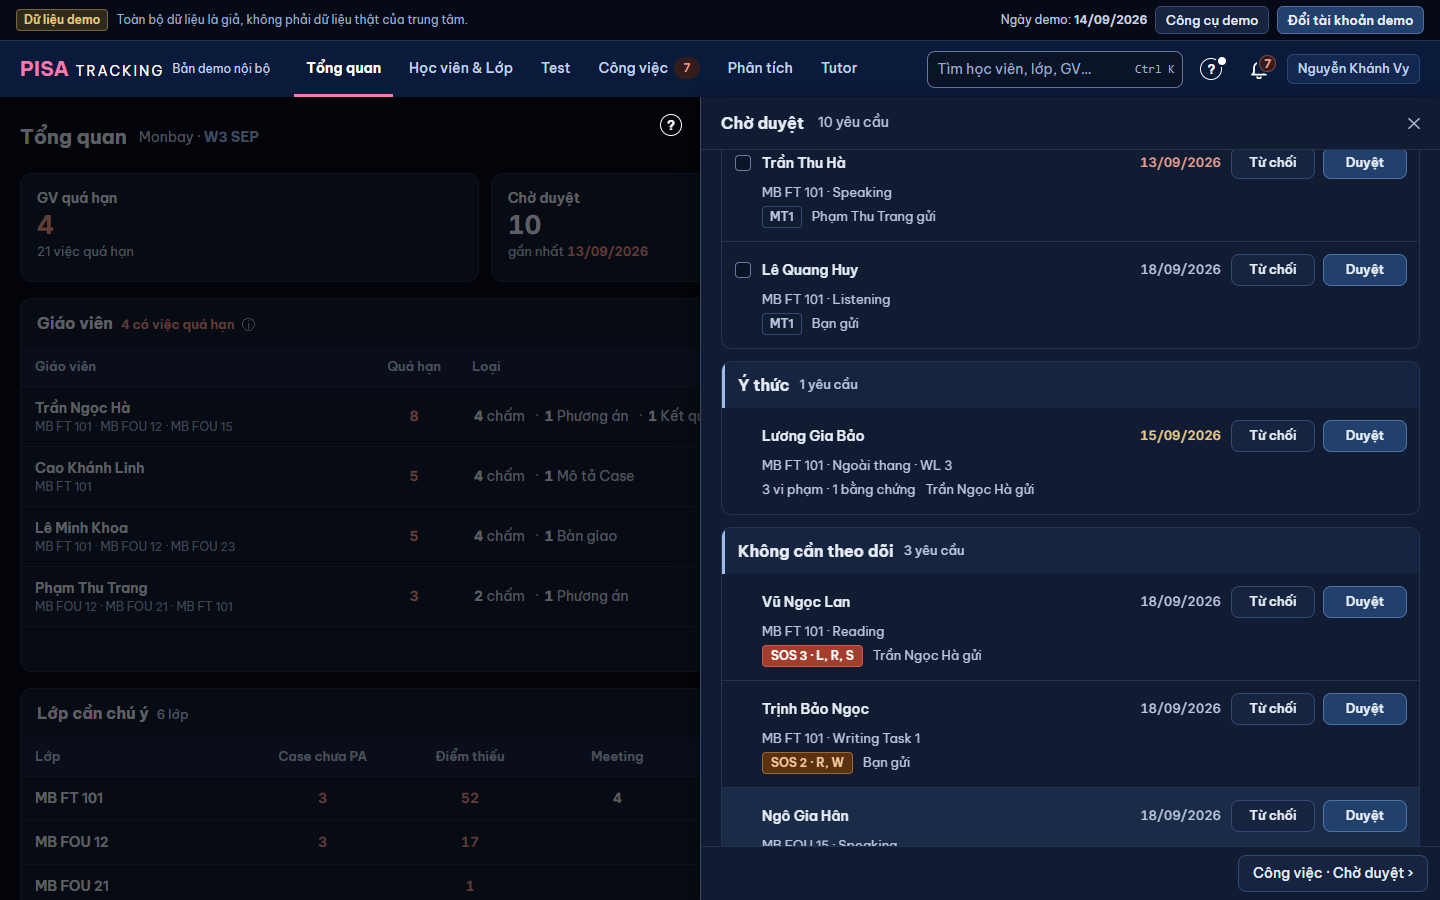 Dữ liệu demo Toàn bộ dữ liệu là giả, không phải dữ liệu thật của trung tâm. Ngày demo: 14/09/2026 Công cụ demo Đổi tài khoản demo
PISA TRACKING Bản demo nội bộ Tổng quan Học viên & Lớp Test Công việc 7 Phân tích Tutor Tìm học viên, lớp, GV... Ctrl K ? 7 Nguyễn Khánh Vy
Tổng quan Monbay · W3 SEP ?
GV quá hạn
4
21 việc quá hạn
Chờ duyệt
10
gần nhất 13/09/2026
Giáo viên 4 có việc quá hạn
Giáo viên Quá hạn Loại
Trần Ngọc Hà 8 4 chấm · 1 Phương án · 1 Kết qu
MB FT 101 · MB FOU 12 · MB FOU 15
Cao Khánh Linh 5 4 chấm · 1 Mô tả Case
MB FT 101
Lê Minh Khoa 5 4 chấm · 1 Bàn giao
MB FT 101 · MB FOU 12 · MB FOU 23
Phạm Thu Trang 3 2 chấm · 1 Phương án
MB FOU 12 · MB FOU 21 · MB FT 101
Lớp cần chú ý 6 lớp
Lớp Case chưa PA Điểm thiếu Meeting
MB FT 101 3 52 4
MB FOU 12 3 17
MB FOU 21 1
Chờ duyệt 10 yêu cầu
Trần Thu Hà 13/09/2026 Từ chối Duyệt
MB FT 101 · Speaking
MT1 Phạm Thu Trang gửi
Lê Quang Huy 18/09/2026 Từ chối Duyệt
MB FT 101 · Listening
MT1 Bạn gửi
Ý thức 1 yêu cầu
Lương Gia Bảo 15/09/2026 Từ chối Duyệt
MB FT 101 · Ngoài thang · WL 3
3 vi phạm · 1 bằng chứng Trần Ngọc Hà gửi
Không cần theo dõi 3 yêu cầu
Vũ Ngọc Lan 18/09/2026 Từ chối Duyệt
MB FT 101 · Reading
SOS 3 · L, R, S Trần Ngọc Hà gửi
Trịnh Bảo Ngọc 18/09/2026 Từ chối Duyệt
MB FT 101 · Writing Task 1
SOS 2 · R, W Bạn gửi
Ngô Gia Hân 18/09/2026 Từ chối Duyệt
MB FOU 15 · Speaking
Công việc · Chờ duyệt ›